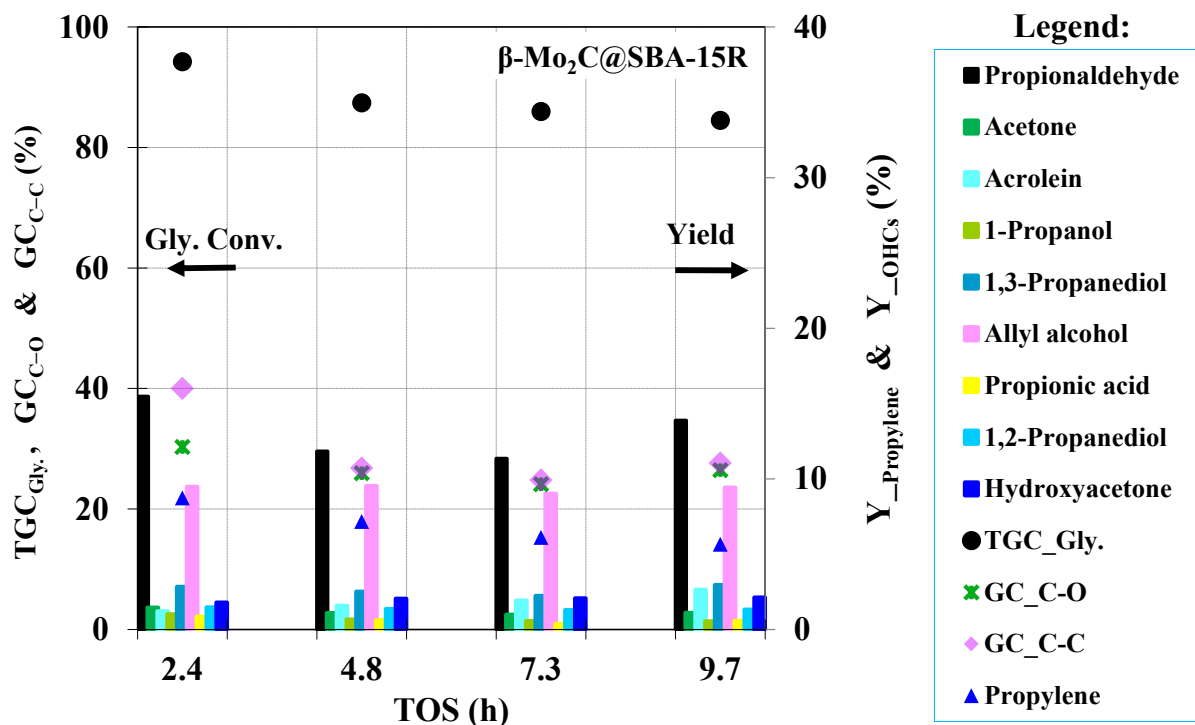 Legend:
100
80
60
40
20
0
TGC_Gly., GC_C–O & GC_C–C (%)
β-Mo₂C@SBA-15R
Gly. Conv.
Yield
40
30
20
10
0
Y_Propylene & Y_OHCs (%)
2.4 4.8 7.3 9.7
TOS (h)
Propionaldehyde
Acetone
Acrolein
1-Propanol
1,3-Propanediol
Allyl alcohol
Propionic acid
1,2-Propanediol
Hydroxyacetone
TGC_Gly.
GC_C-O
GC_C-C
Propylene